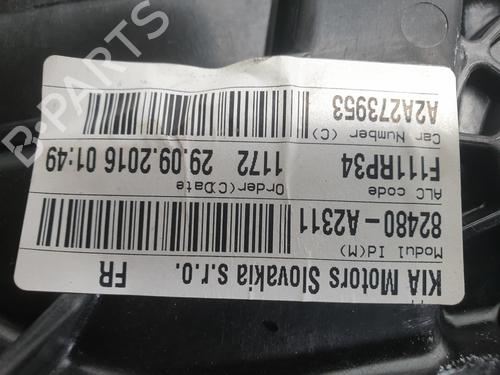 KIA Motors Slovakia s.r.o. FR
Modul Id(M)
82480-A2311
ALC code Order(C)Date
F111RP34 1172 29.09.2016 01:49
Car Number (C)
A2A273953
B-PARTS